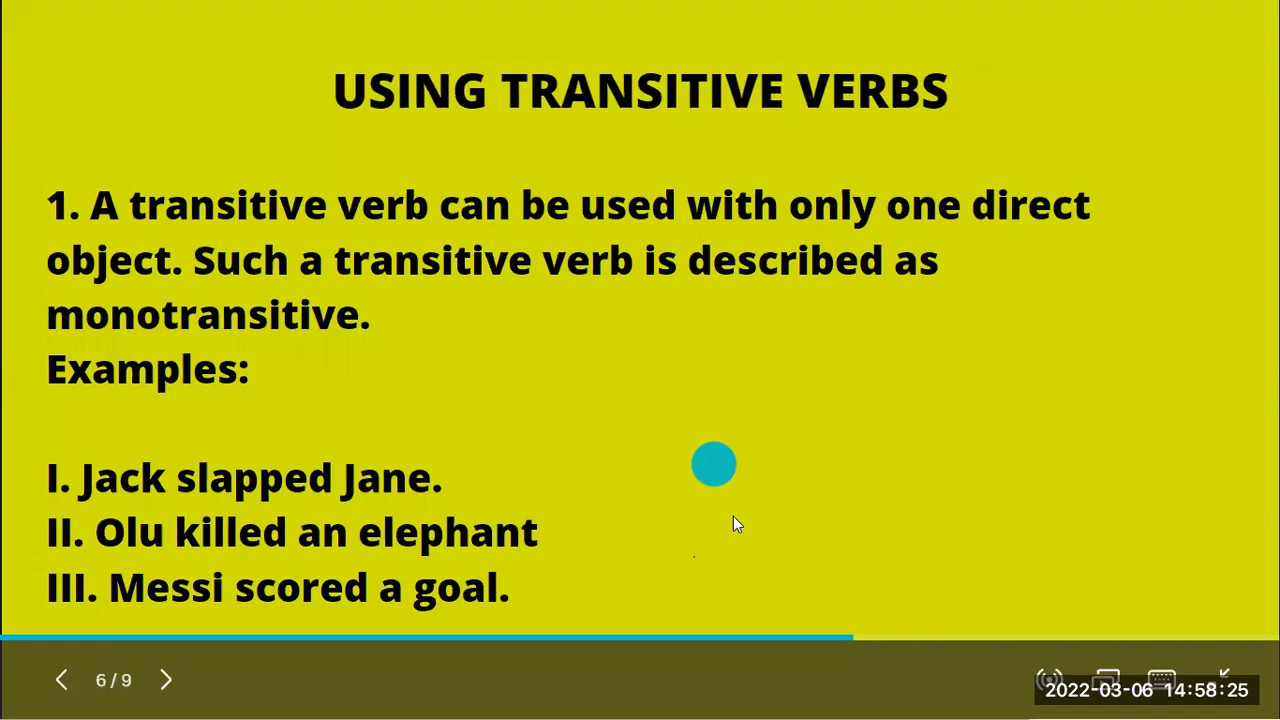 USING TRANSITIVE VERBS
1. A transitive verb can be used with only one direct
object. Such a transitive verb is described as
monotransitive.
Examples:
I. Jack slapped Jane.
II. Olu killed an elephant
III. Messi scored a goal.
6 / 9
2022-03-06 14:58:25